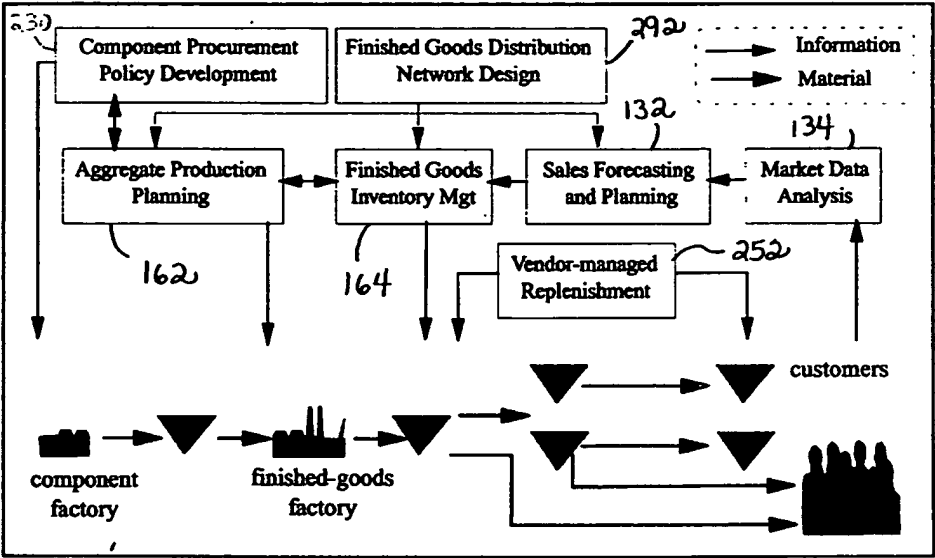 230
Component Procurement
Policy Development
Finished Goods Distribution
Network Design
292
Information
Material
132
134
Aggregate Production
Planning
Finished Goods
Inventory Mgt
Sales Forecasting
and Planning
Market Data
Analysis
162
164
Vendor-managed
Replenishment
252
customers
component
factory
finished-goods
factory